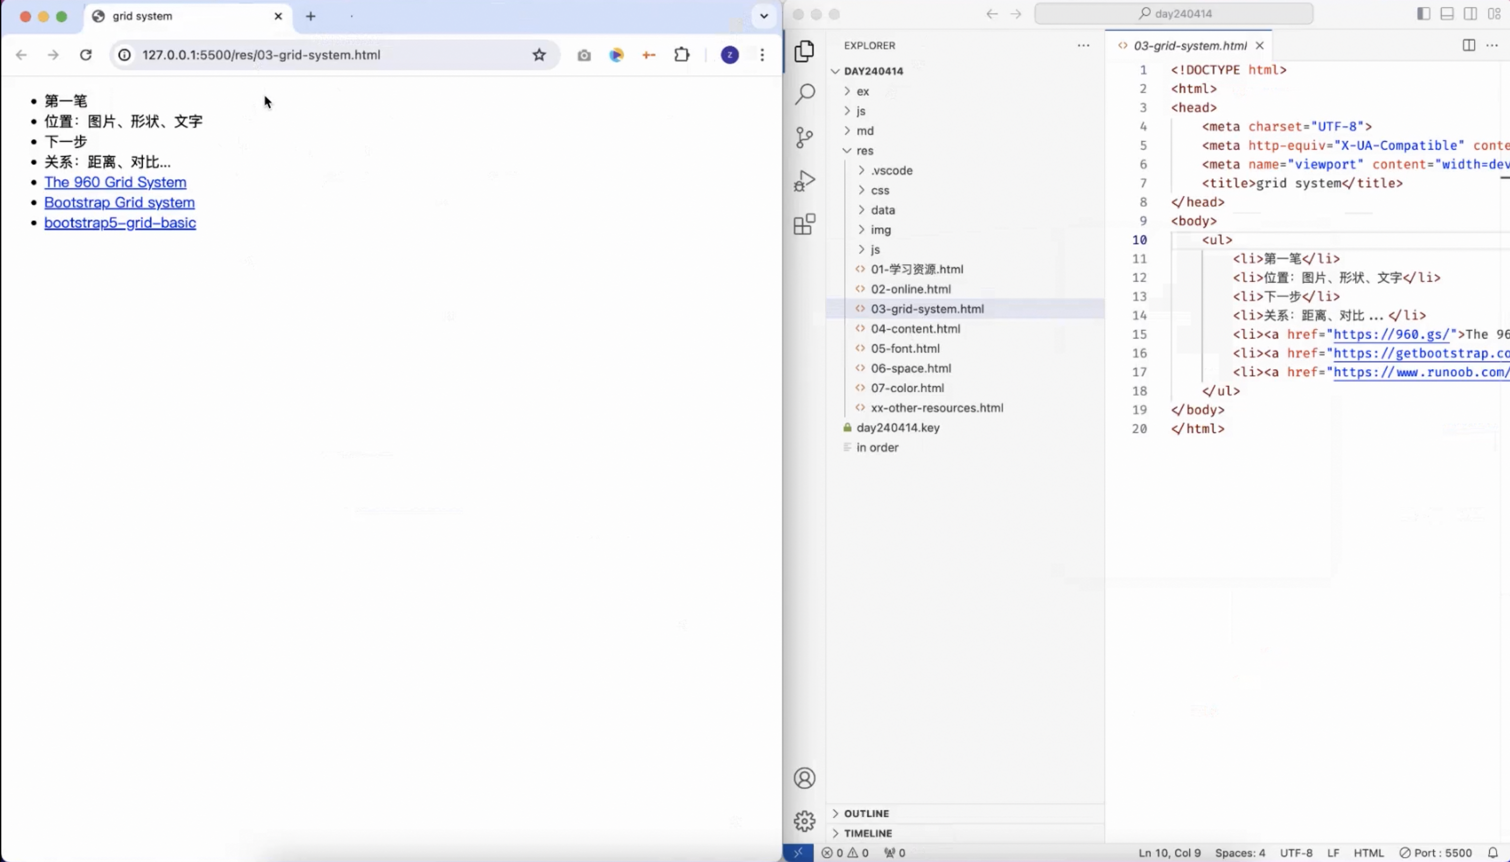 grid system
127.0.0.1:5500/res/03-grid-system.html
z
第一笔
位置：图片、形状、文字
下一步
关系：距离、对比...
The 960 Grid System
Bootstrap Grid system
bootstrap5-grid-basic
day240414
EXPLORER
DAY240414
ex
js
md
res
.vscode
css
data
img
js
01-学习资源.html
02-online.html
03-grid-system.html
04-content.html
05-font.html
06-space.html
07-color.html
xx-other-resources.html
day240414.key
in order
OUTLINE
TIMELINE
03-grid-system.html
1 <!DOCTYPE html>
2 <html>
3 <head>
4 <meta charset="UTF-8">
5 <meta http-equiv="X-UA-Compatible" conte
6 <meta name="viewport" content="width=dev
7 <title>grid system</title>
8 </head>
9 <body>
10 <ul>
11 <li>第一笔</li>
12 <li>位置：图片、形状、文字</li>
13 <li>下一步</li>
14 <li>关系：距离、对比...</li>
15 <li><a href="https://960.gs/">The 96
16 <li><a href="https://getbootstrap.co
17 <li><a href="https://www.runoob.com/
18 </ul>
19 </body>
20 </html>
0 0 0 Ln 10, Col 9 Spaces: 4 UTF-8 LF HTML Port : 5500